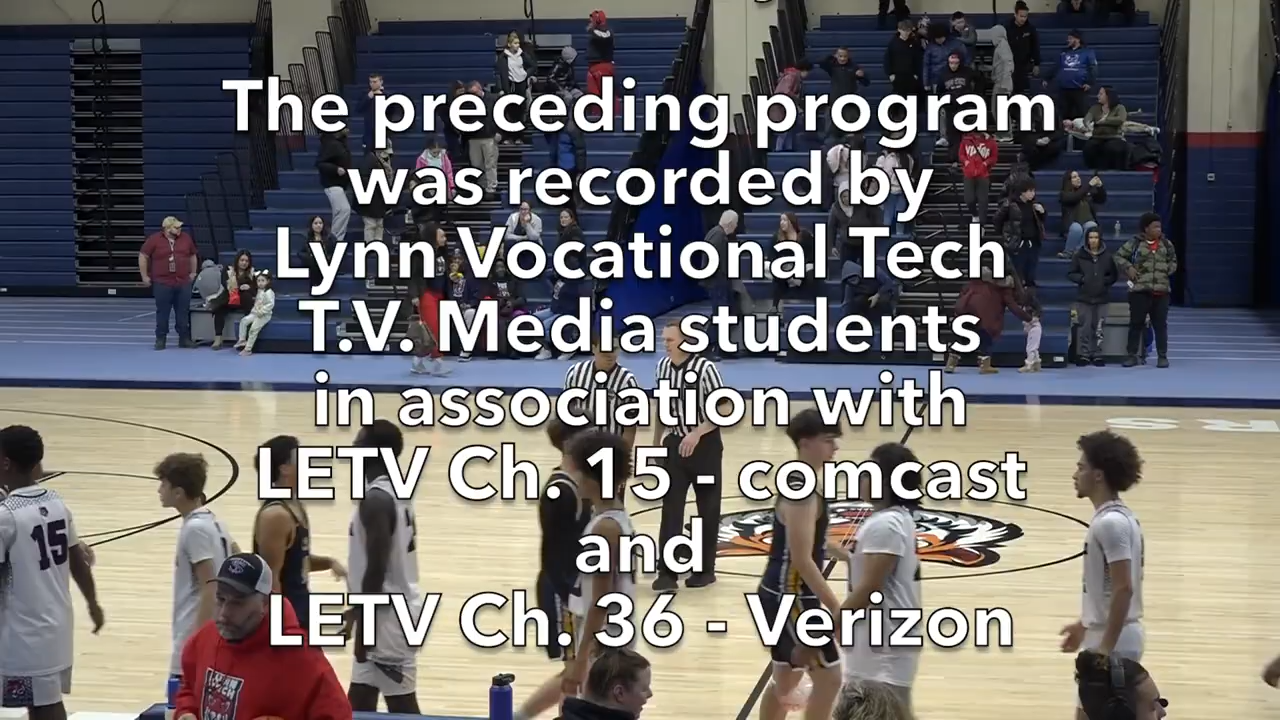 The preceding program
was recorded by
Lynn Vocational Tech
T.V. Media students
in association with
LETV Ch. 15 - comcast
and
LETV Ch. 36 - Verizon
15